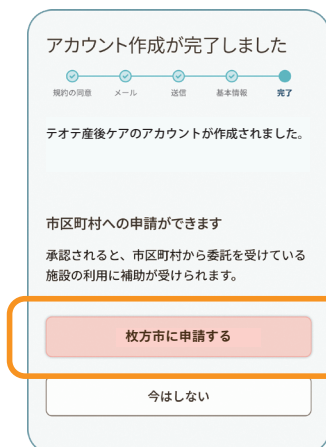 アカウント作成が完了しました
規約の同意 メール 送信 基本情報 完了
テオテ産後ケアのアカウントが作成されました。
市区町村への申請ができます
承認されると、市区町村から委託を受けている
施設の利用に補助が受けられます。
枚方市に申請する
今はしない